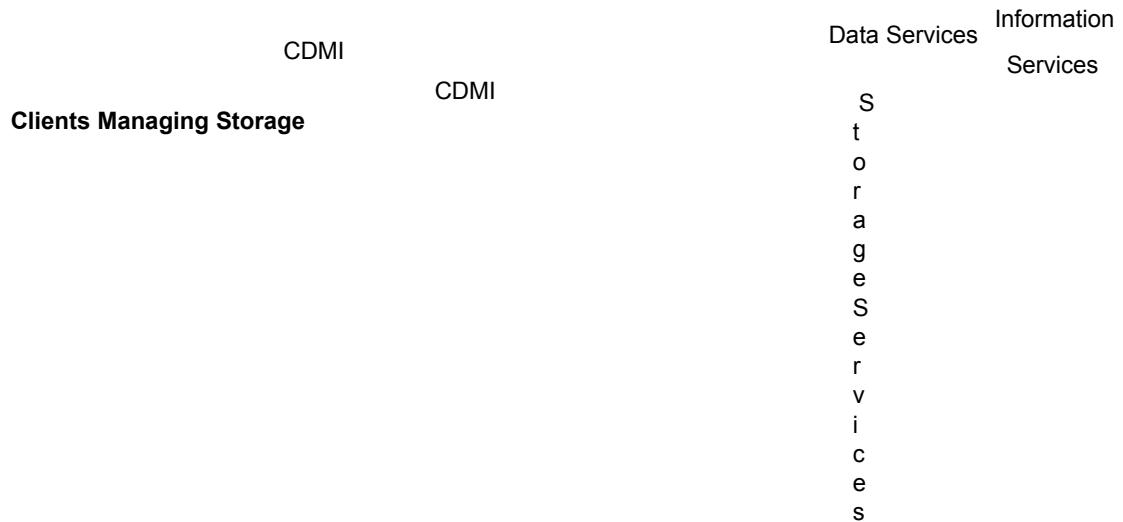 CDMI
CDMI
Clients Managing Storage
Data Services
Information
Services
S
t
o
r
a
g
e
S
e
r
v
i
c
e
s